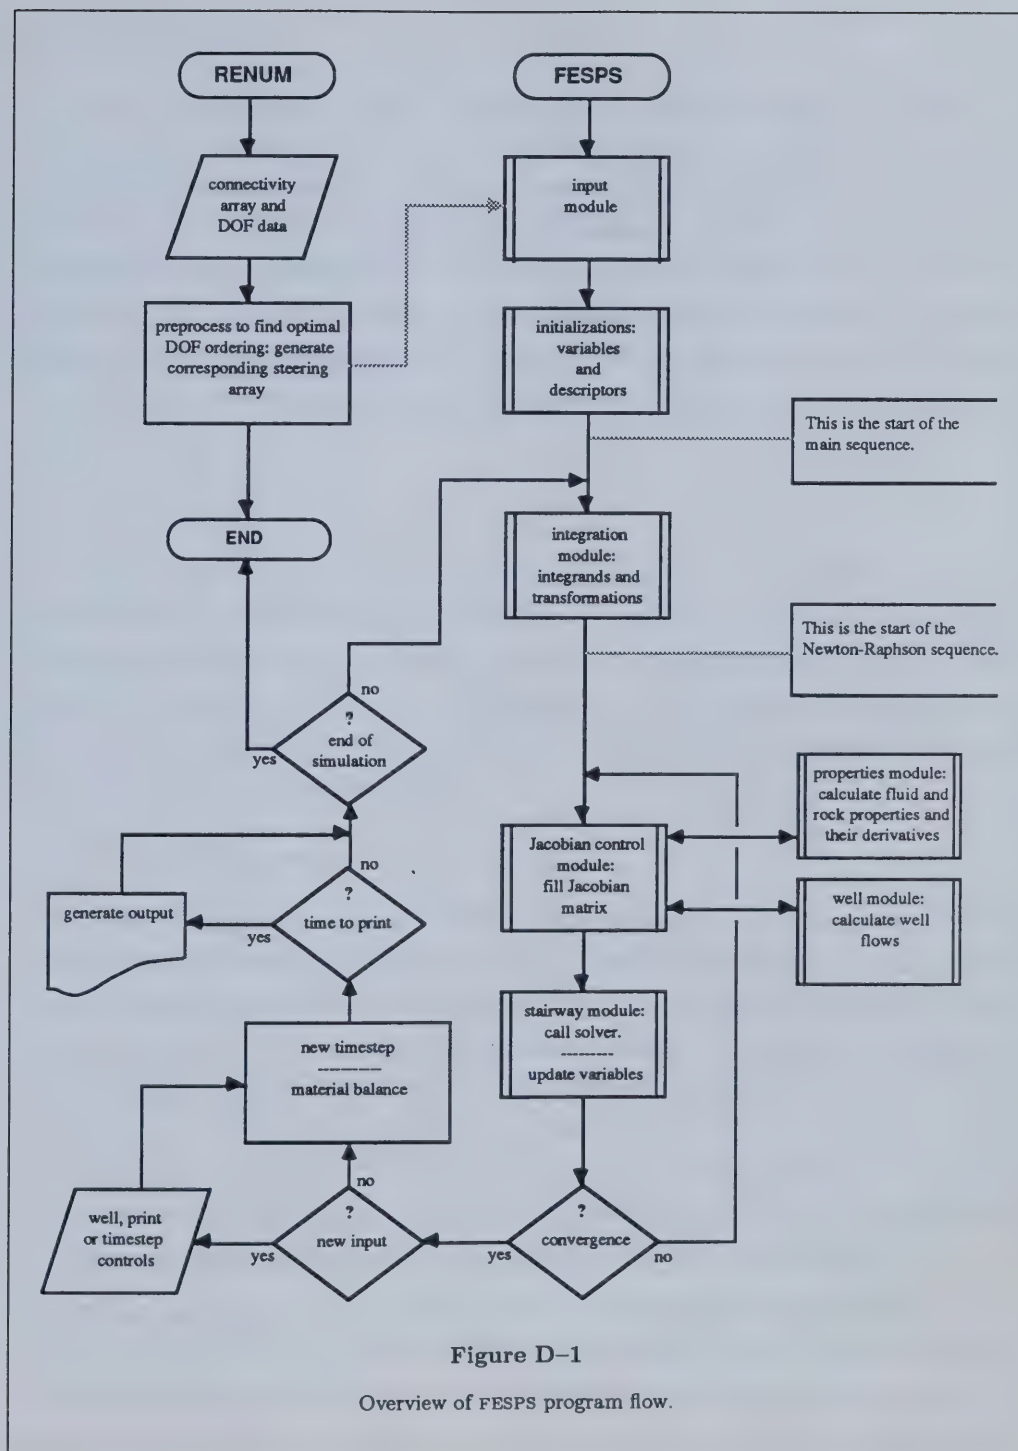 RENUM
connectivity
array and
DOF data
preprocess to find optimal
DOF ordering: generate
corresponding steering
array
END
FESPS
input
module
initializations:
variables
and
descriptors
This is the start of the
main sequence.
integration
module:
integrands and
transformations
This is the start of the
Newton-Raphson sequence.
properties module:
calculate fluid and
rock properties and
their derivatives
Jacobian control
module:
fill Jacobian
matrix
well module:
calculate well
flows
stairway module:
call solver.
--------
update variables
?
convergence
no
yes
?
new input
no
yes
well, print
or timestep
controls
new timestep
--------
material balance
?
time to print
no
yes
generate output
?
end of
simulation
no
yes
Figure D–1
Overview of FESPS program flow.